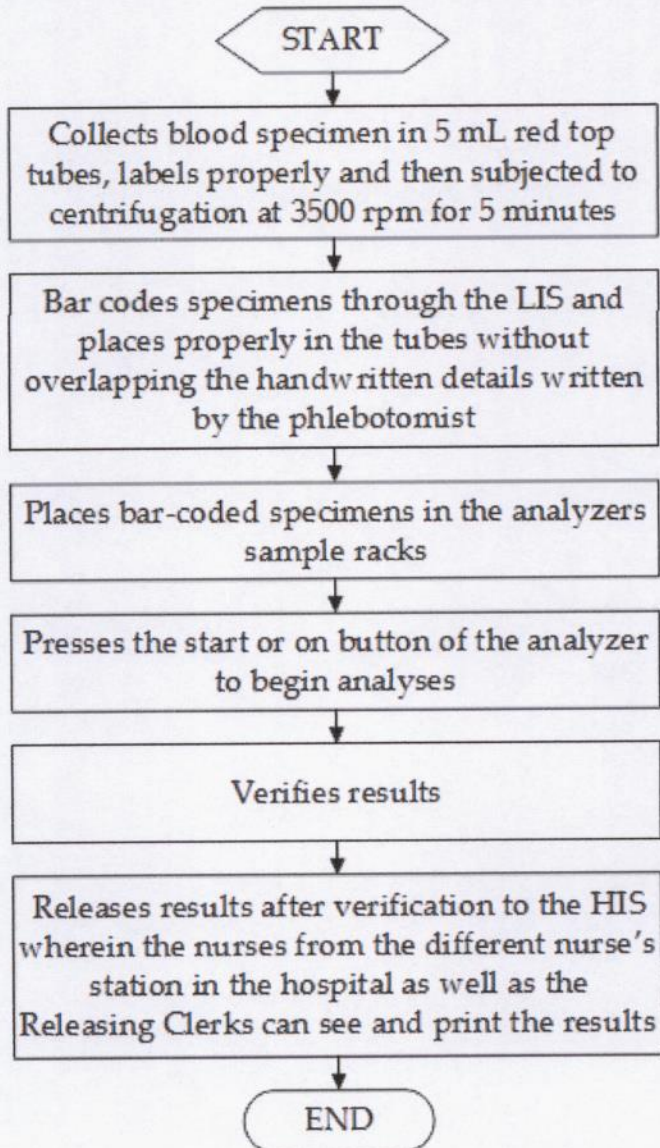 START
Collects blood specimen in 5 mL red top
tubes, labels properly and then subjected to
centrifugation at 3500 rpm for 5 minutes
Bar codes specimens through the LIS and
places properly in the tubes without
overlapping the handwritten details written
by the phlebotomist
Places bar-coded specimens in the analyzers
sample racks
Presses the start or on button of the analyzer
to begin analyses
Verifies results
Releases results after verification to the HIS
wherein the nurses from the different nurse's
station in the hospital as well as the
Releasing Clerks can see and print the results
END